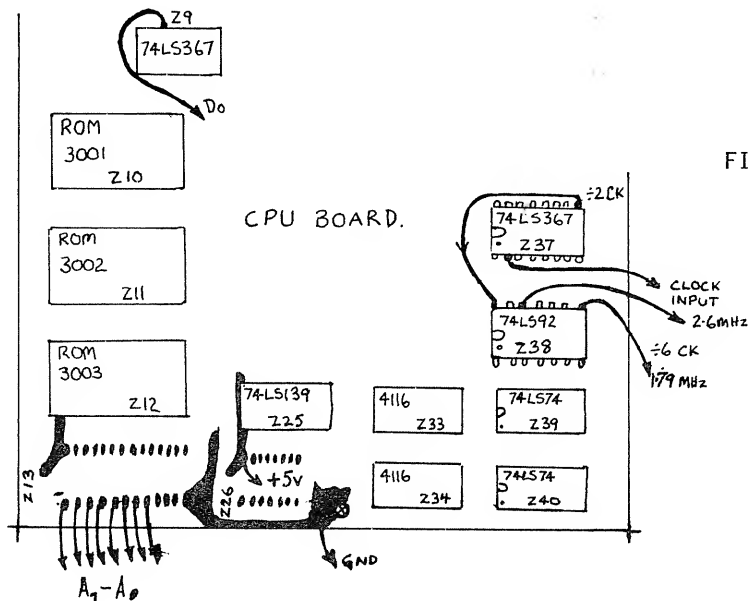 Z9
74LS367
Do
ROM
3001
Z10
FI
÷2CK
CPU BOARD.
74LS367
Z37
ROM
3002
Z11
CLOCK
INPUT
2·6mHz
74LS92
Z38
÷6 CK
1·79 MHz
ROM
3003
Z12
74LS139
Z25
4116
Z33
74LS74
Z39
+5v
Z13
Z26
4116
Z34
74LS74
Z40
GND
A7-A0